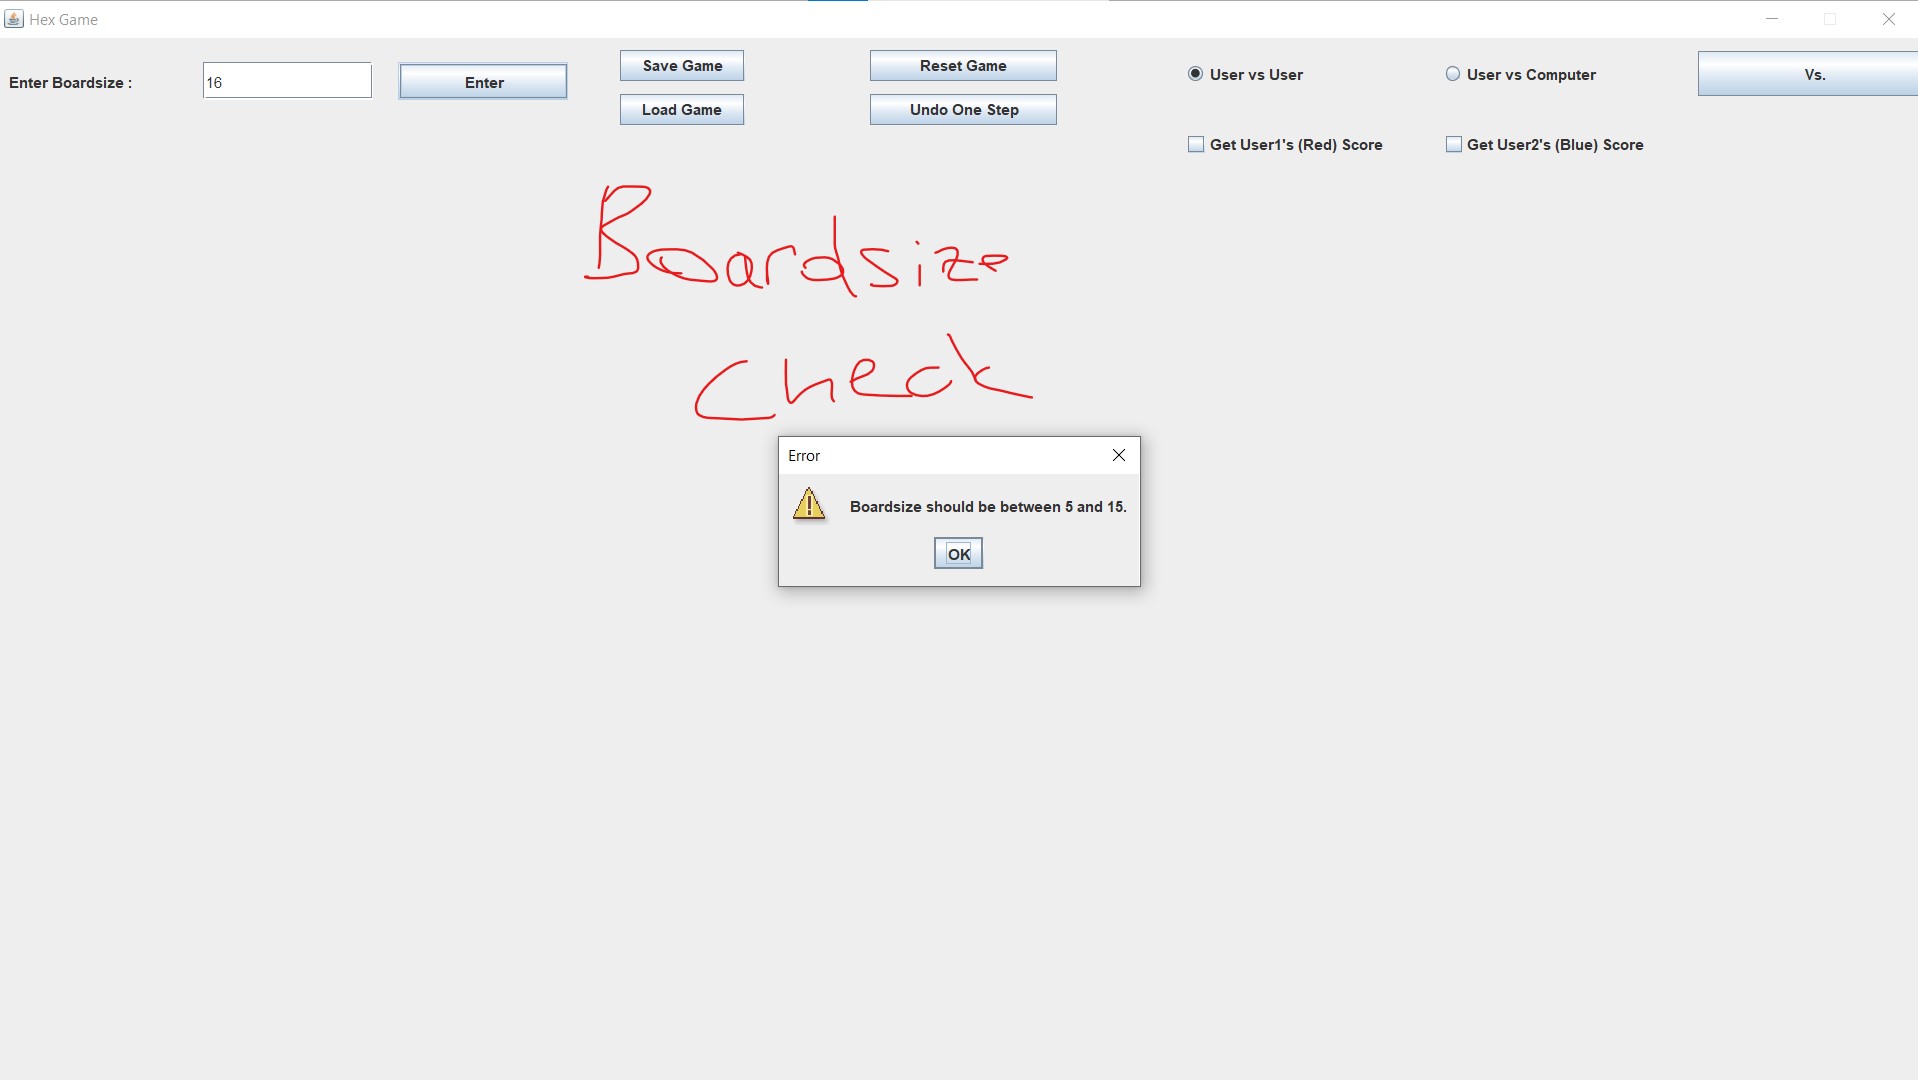 Hex Game
Enter Boardsize :
16
Enter
Save Game
Load Game
Reset Game
Undo One Step
User vs User
User vs Computer
Vs.
Get User1's (Red) Score
Get User2's (Blue) Score
Boardsize
check
Error
Boardsize should be between 5 and 15.
OK